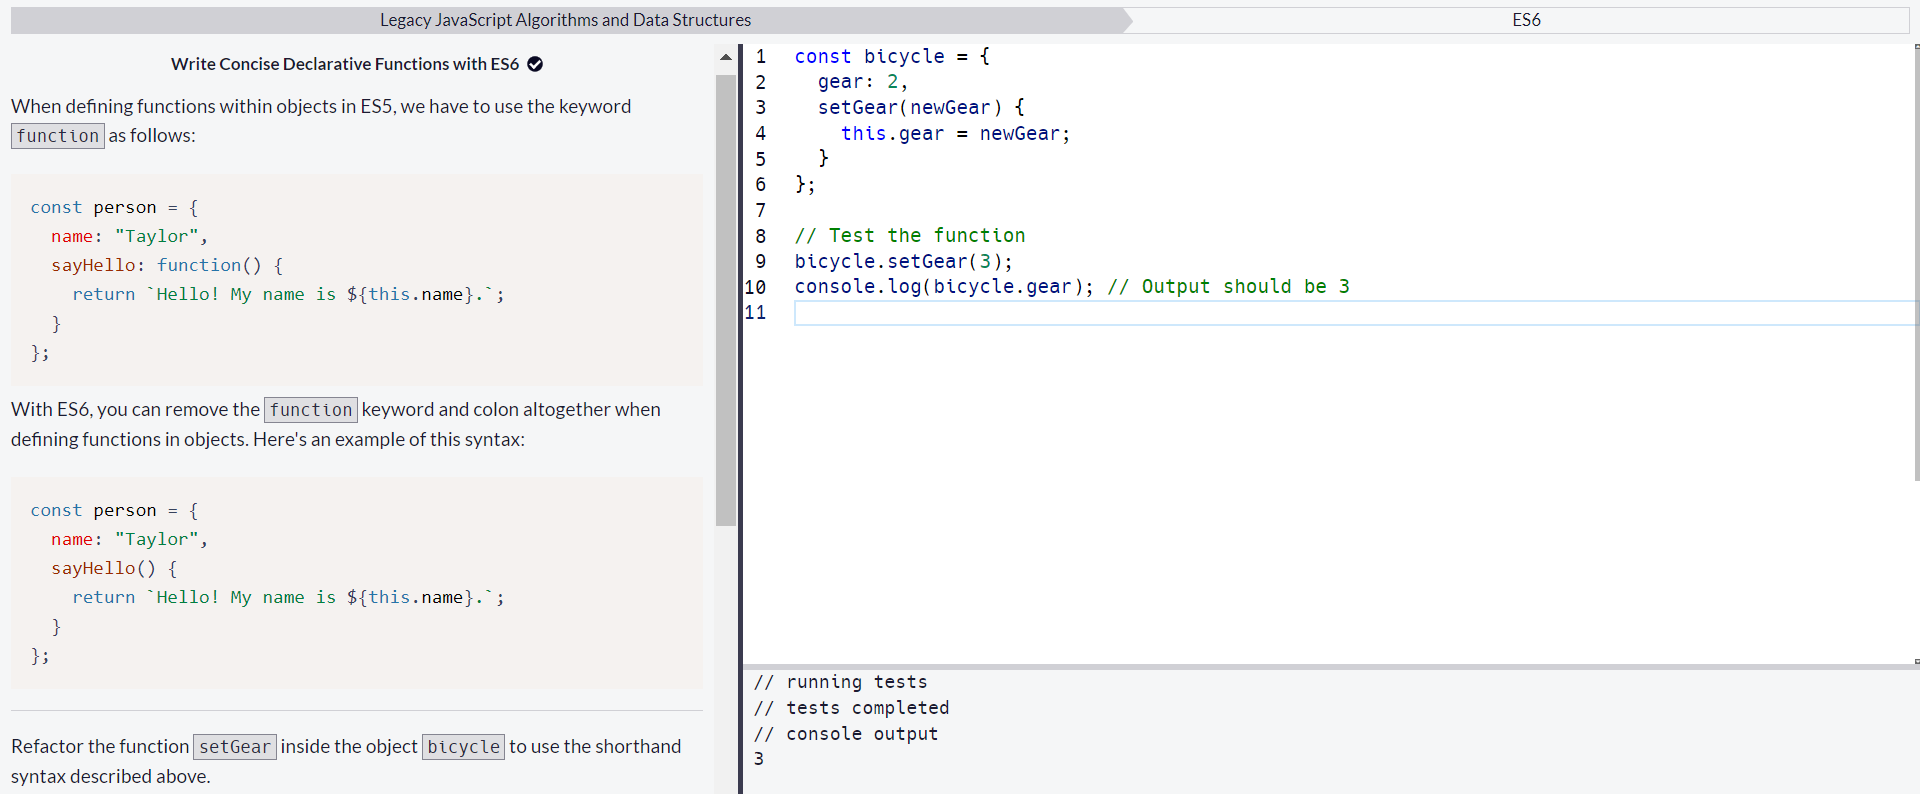 Legacy JavaScript Algorithms and Data Structures
ES6
Write Concise Declarative Functions with ES6
When defining functions within objects in ES5, we have to use the keyword
function as follows:
const person = {
  name: "Taylor",
  sayHello: function() {
    return `Hello! My name is ${this.name}.`;
  }
};
With ES6, you can remove the function keyword and colon altogether when
defining functions in objects. Here's an example of this syntax:
const person = {
  name: "Taylor",
  sayHello() {
    return `Hello! My name is ${this.name}.`;
  }
};
Refactor the function setGear inside the object bicycle to use the shorthand
syntax described above.
1 const bicycle = {
2   gear: 2,
3   setGear(newGear) {
4     this.gear = newGear;
5   }
6 };
7
8 // Test the function
9 bicycle.setGear(3);
10 console.log(bicycle.gear); // Output should be 3
11
// running tests
// tests completed
// console output
3